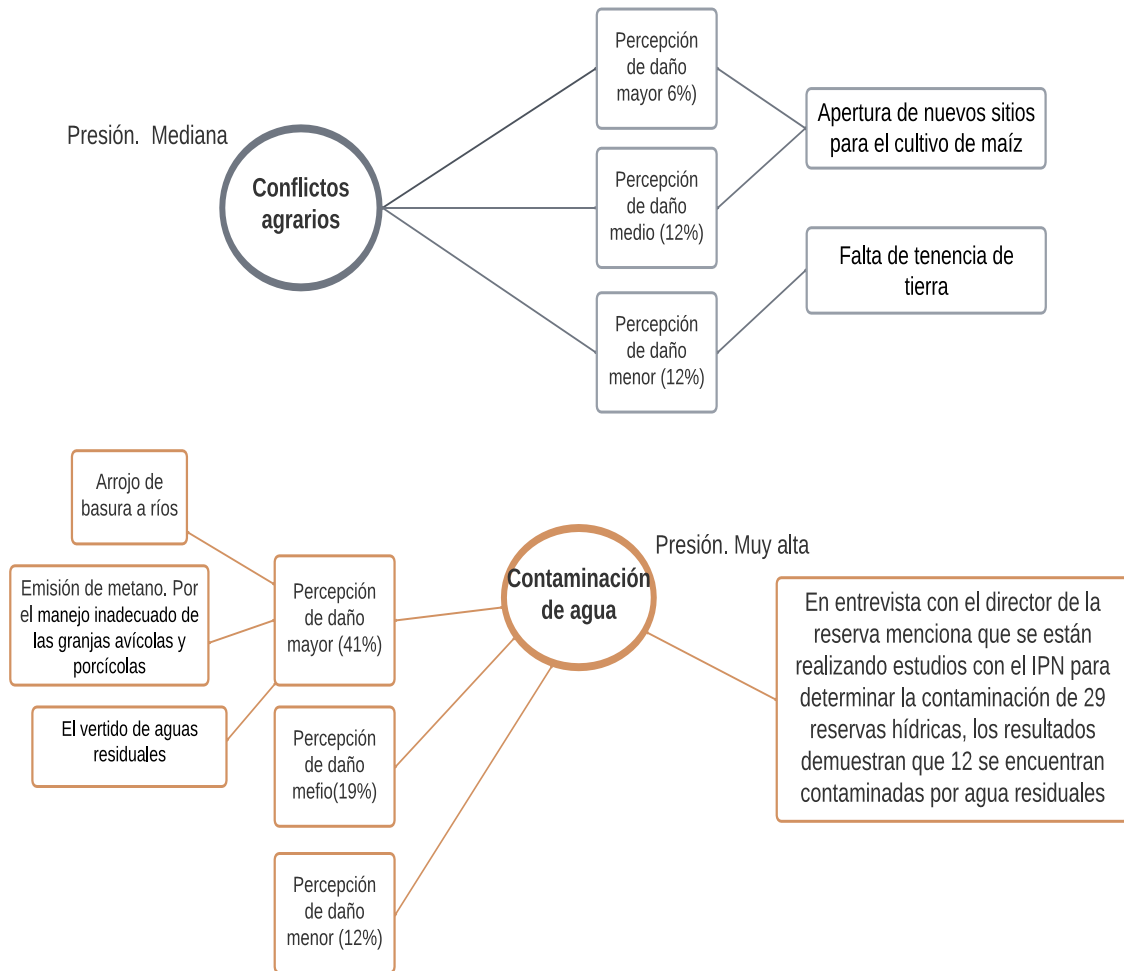 Presión. Mediana
Conflictos
agrarios
Percepción
de daño
mayor 6%)
Percepción
de daño
medio (12%)
Percepción
de daño
menor (12%)
Apertura de nuevos sitios
para el cultivo de maíz
Falta de tenencia de
tierra
Arrojo de
basura a ríos
Emisión de metano. Por
el manejo inadecuado de
las granjas avícolas y
porcícolas
El vertido de aguas
residuales
Percepción
de daño
mayor (41%)
Percepción
de daño
mefio(19%)
Percepción
de daño
menor (12%)
Contaminación
de agua
Presión. Muy alta
En entrevista con el director de la
reserva menciona que se están
realizando estudios con el IPN para
determinar la contaminación de 29
reservas hídricas, los resultados
demuestran que 12 se encuentran
contaminadas por agua residuales